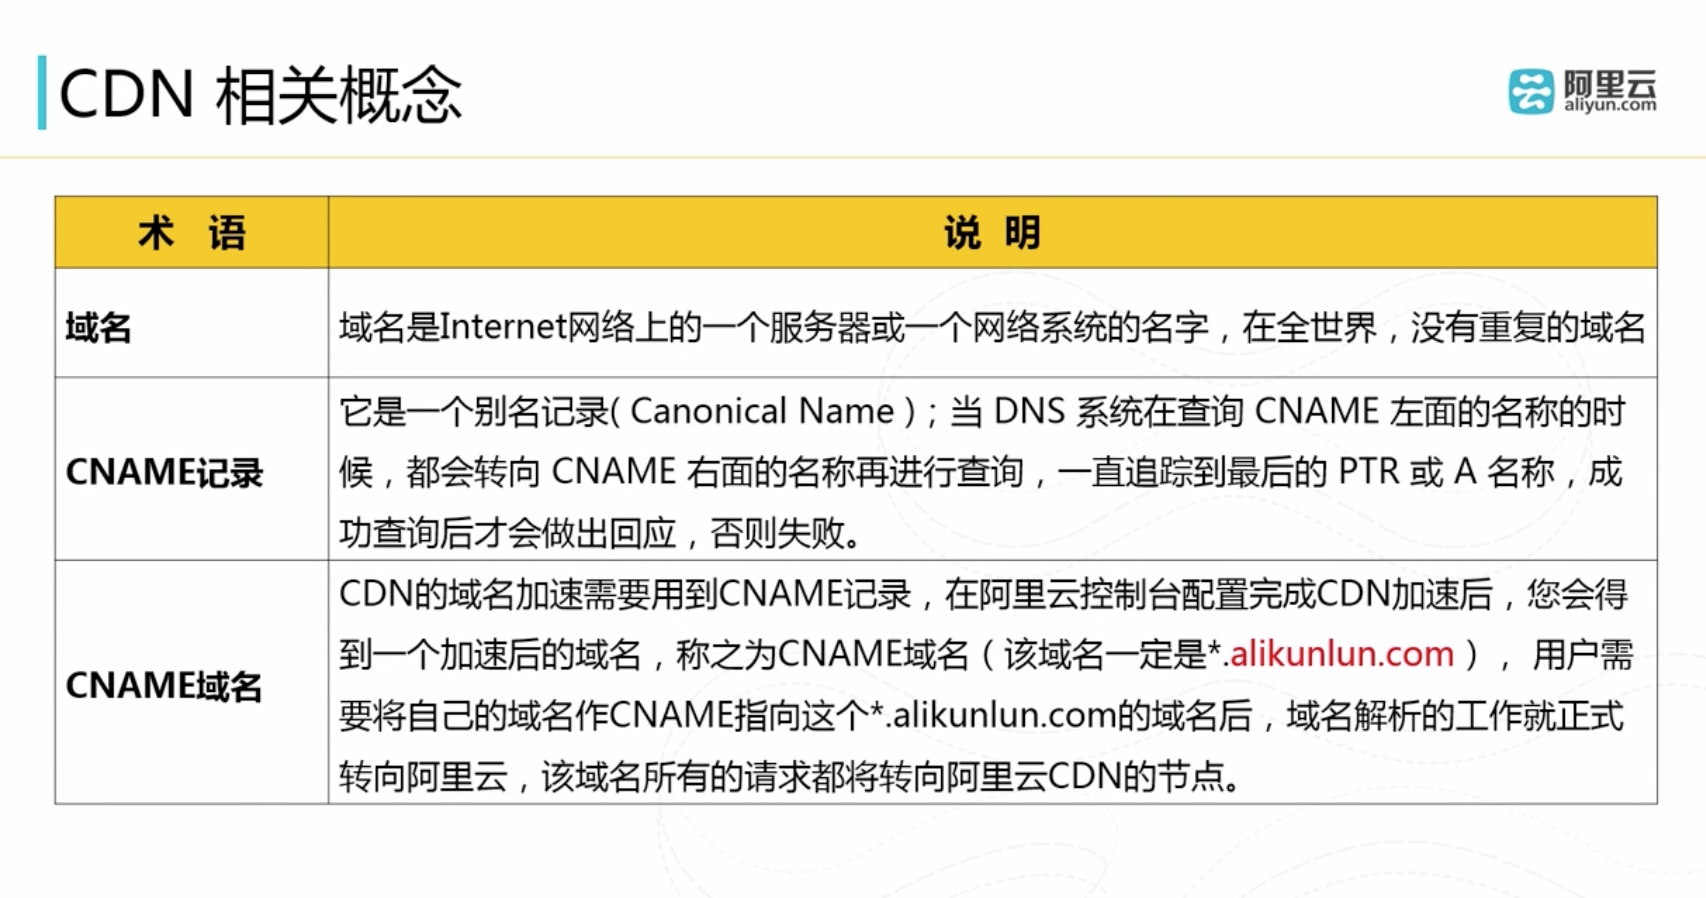 CDN 相关概念
阿里云
aliyun.com
术 语
说 明
域名
域名是Internet网络上的一个服务器或一个网络系统的名字，在全世界，没有重复的域名
CNAME记录
它是一个别名记录( Canonical Name )；当 DNS 系统在查询 CNAME 左面的名称的时
候，都会转向 CNAME 右面的名称再进行查询，一直追踪到最后的 PTR 或 A 名称，成
功查询后才会做出回应，否则失败。
CNAME域名
CDN的域名加速需要用到CNAME记录，在阿里云控制台配置完成CDN加速后，您会得
到一个加速后的域名，称之为CNAME域名（该域名一定是*.alikunlun.com）， 用户需
要将自己的域名作CNAME指向这个*.alikunlun.com的域名后，域名解析的工作就正式
转向阿里云，该域名所有的请求都将转向阿里云CDN的节点。